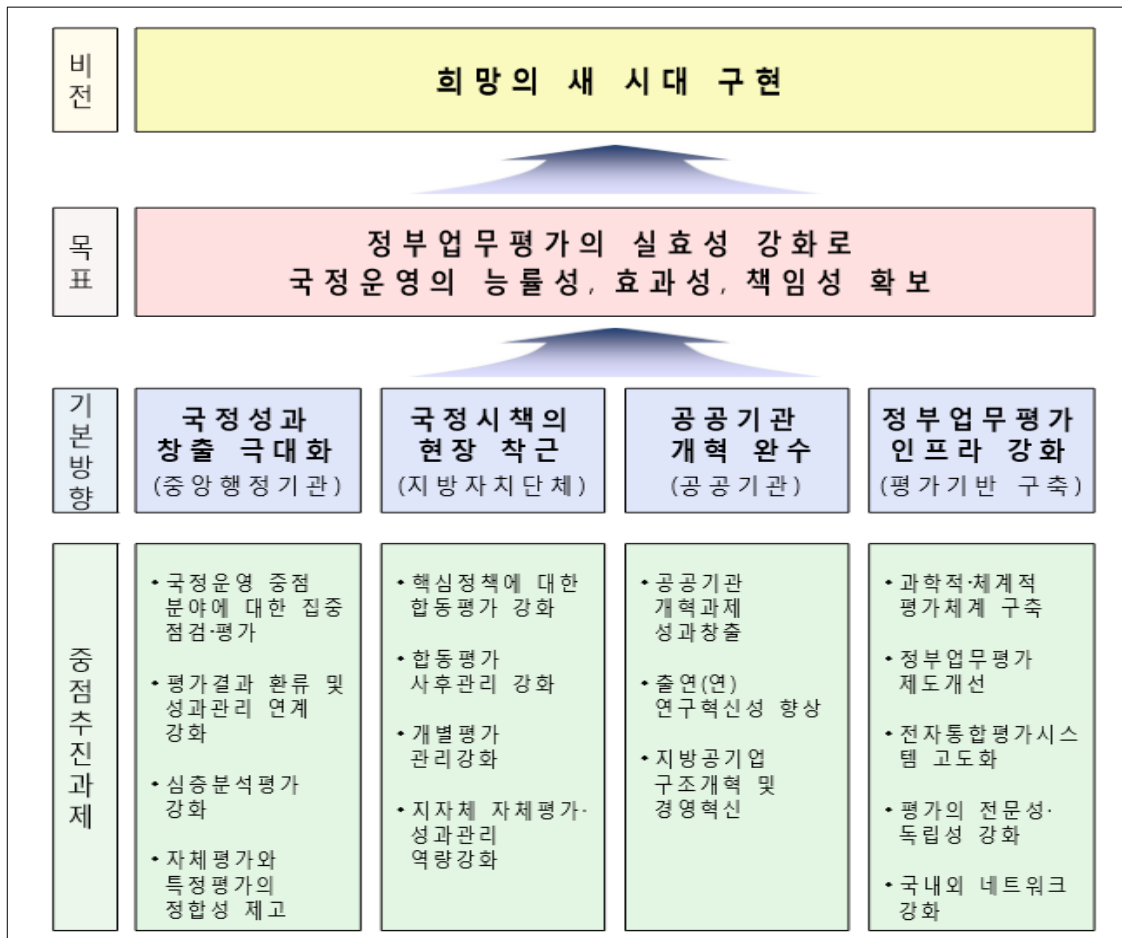 비전
희망의 새 시대 구현
목표
정부업무평가의 실효성 강화로
국정운영의 능률성, 효과성, 책임성 확보
기본방향
국정성과
창출 극대화
(중앙행정기관)
국정시책의
현장 착근
(지방자치단체)
공공기관
개혁 완수
(공공기관)
정부업무평가
인프라 강화
(평가기반 구축)
중점추진과제
• 국정운영 중점
분야에 대한 집중
점검·평가
• 평가결과 환류 및
성과관리 연계
강화
• 심층분석평가
강화
• 자체평가와
특정평가의
정합성 제고
• 핵심정책에 대한
합동평가 강화
• 합동평가
사후관리 강화
• 개별평가
관리강화
• 지자체 자체평가·
성과관리
역량강화
• 공공기관
개혁과제
성과창출
• 출연(연)
연구혁신성 향상
• 지방공기업
구조개혁 및
경영혁신
• 과학적·체계적
평가체계 구축
• 정부업무평가
제도개선
• 전자통합평가시스
템 고도화
• 평가의 전문성·
독립성 강화
• 국내외 네트워크
강화